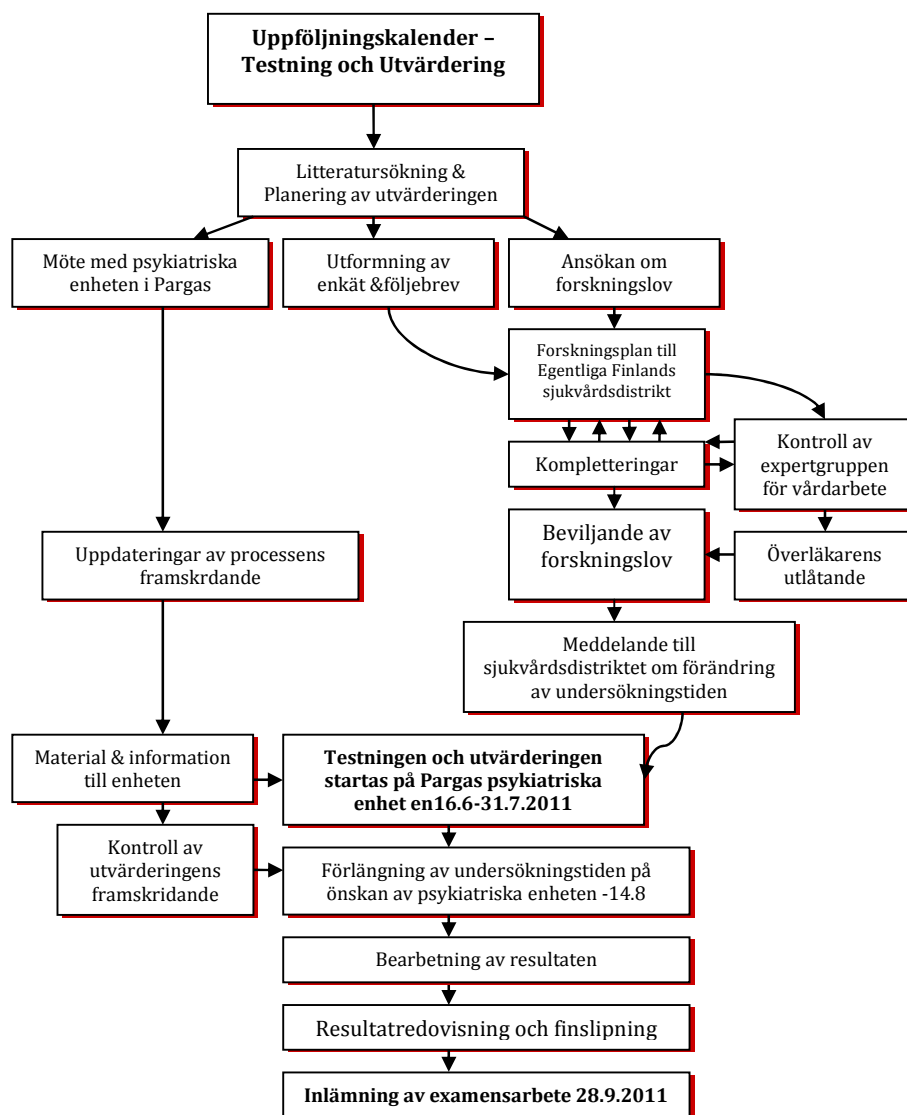 Uppföljningskalender –
Testning och Utvärdering
Litteratursökning &
Planering av utvärderingen
Möte med psykiatriska
enheten i Pargas
Utformning av
enkät &följebrev
Ansökan om
forskningslov
Forskningsplan till
Egentliga Finlands
sjukvårdsdistrikt
Kompletteringar
Kontroll av
expertgruppen
för vårdarbete
Beviljande av
forskningslov
Överläkarens
utlåtande
Uppdateringar av processens
framskrdande
Meddelande till
sjukvårdsdistriktet om förändring
av undersökningstiden
Material & information
till enheten
Testningen och utvärderingen
startas på Pargas psykiatriska
enhet en16.6-31.7.2011
Kontroll av
utvärderingens
framskridande
Förlängning av undersökningstiden på
önskan av psykiatriska enheten -14.8
Bearbetning av resultaten
Resultatredovisning och finslipning
Inlämning av examensarbete 28.9.2011